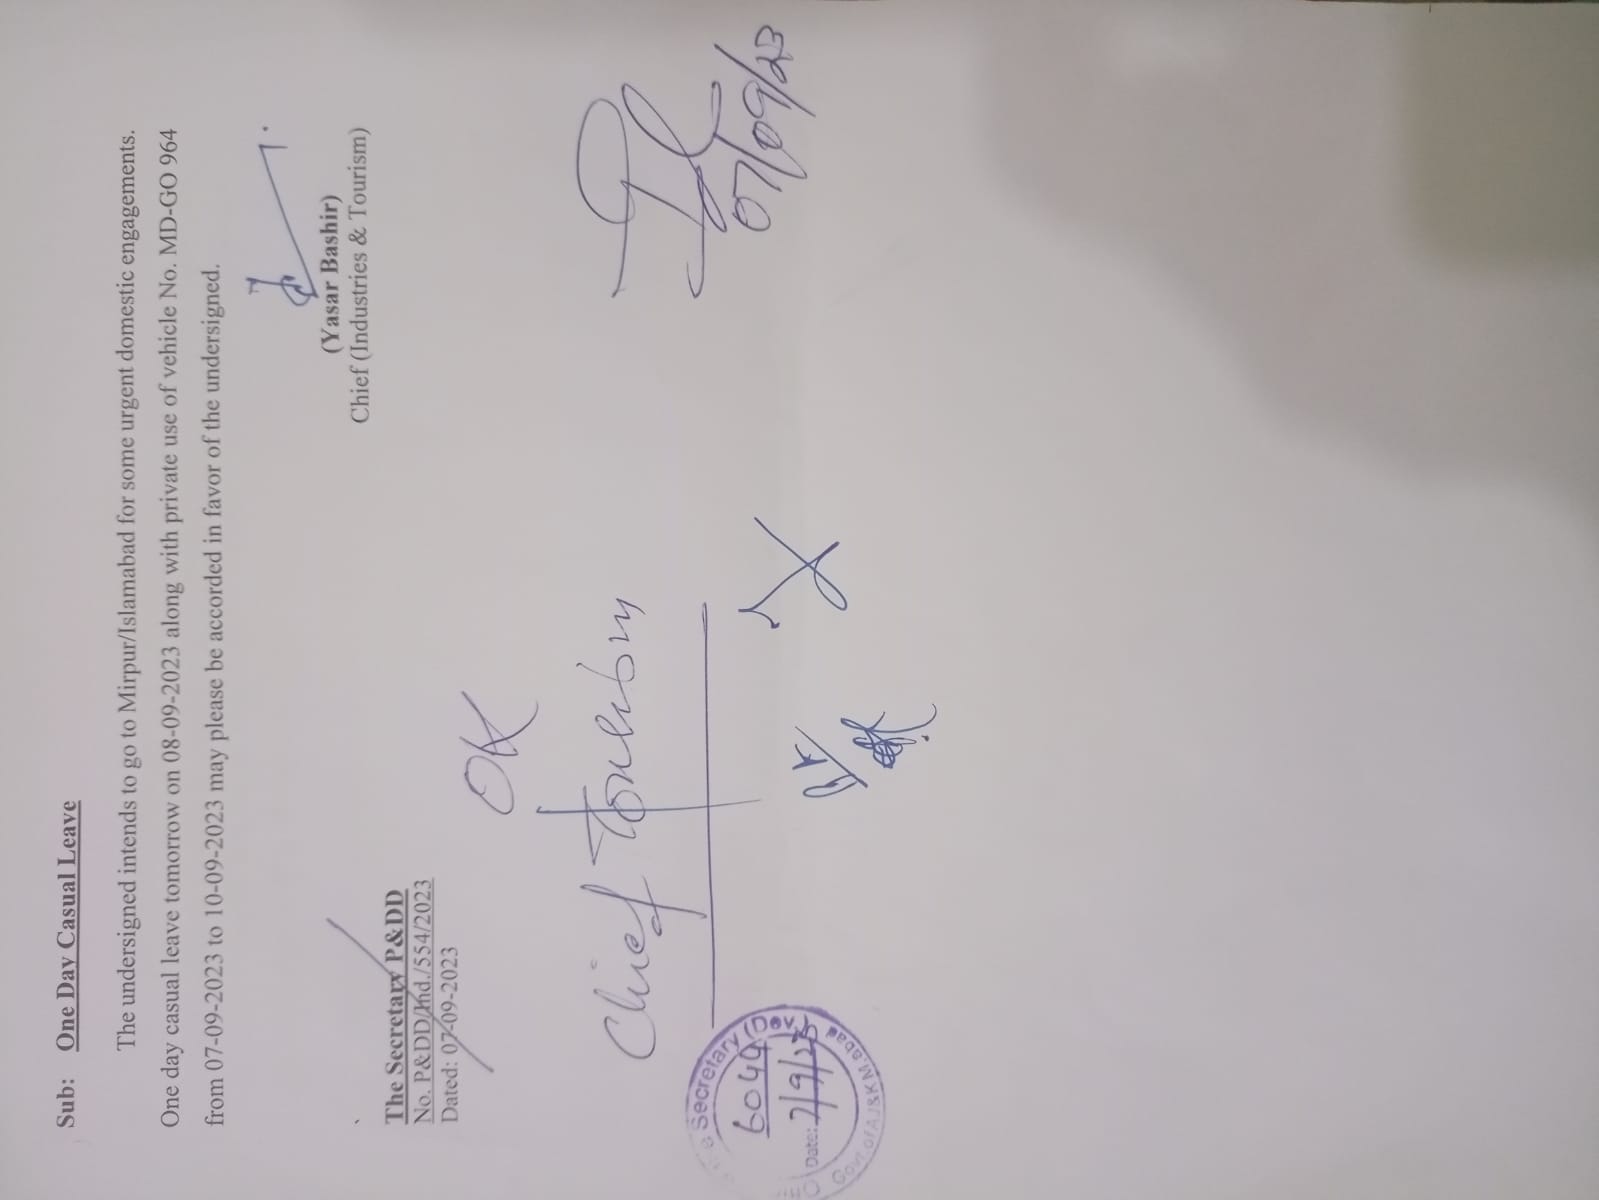 Sub: One Day Casual Leave
The undersigned intends to go to Mirpur/Islamabad for some urgent domestic engagements.
One day casual leave tomorrow on 08-09-2023 along with private use of vehicle No. MD-GO 964
from 07-09-2023 to 10-09-2023 may please be accorded in favor of the undersigned.
(Yasar Bashir)
Chief (Industries & Tourism)
The Secretary P&DD
No. P&DD/Ind./554/2023
Dated: 07-09-2023
OK
Chief Tourism
07/09/23
Secretary (Dev.)
6044
Date: 7/9/23
Govt. of AJ&K M.abad